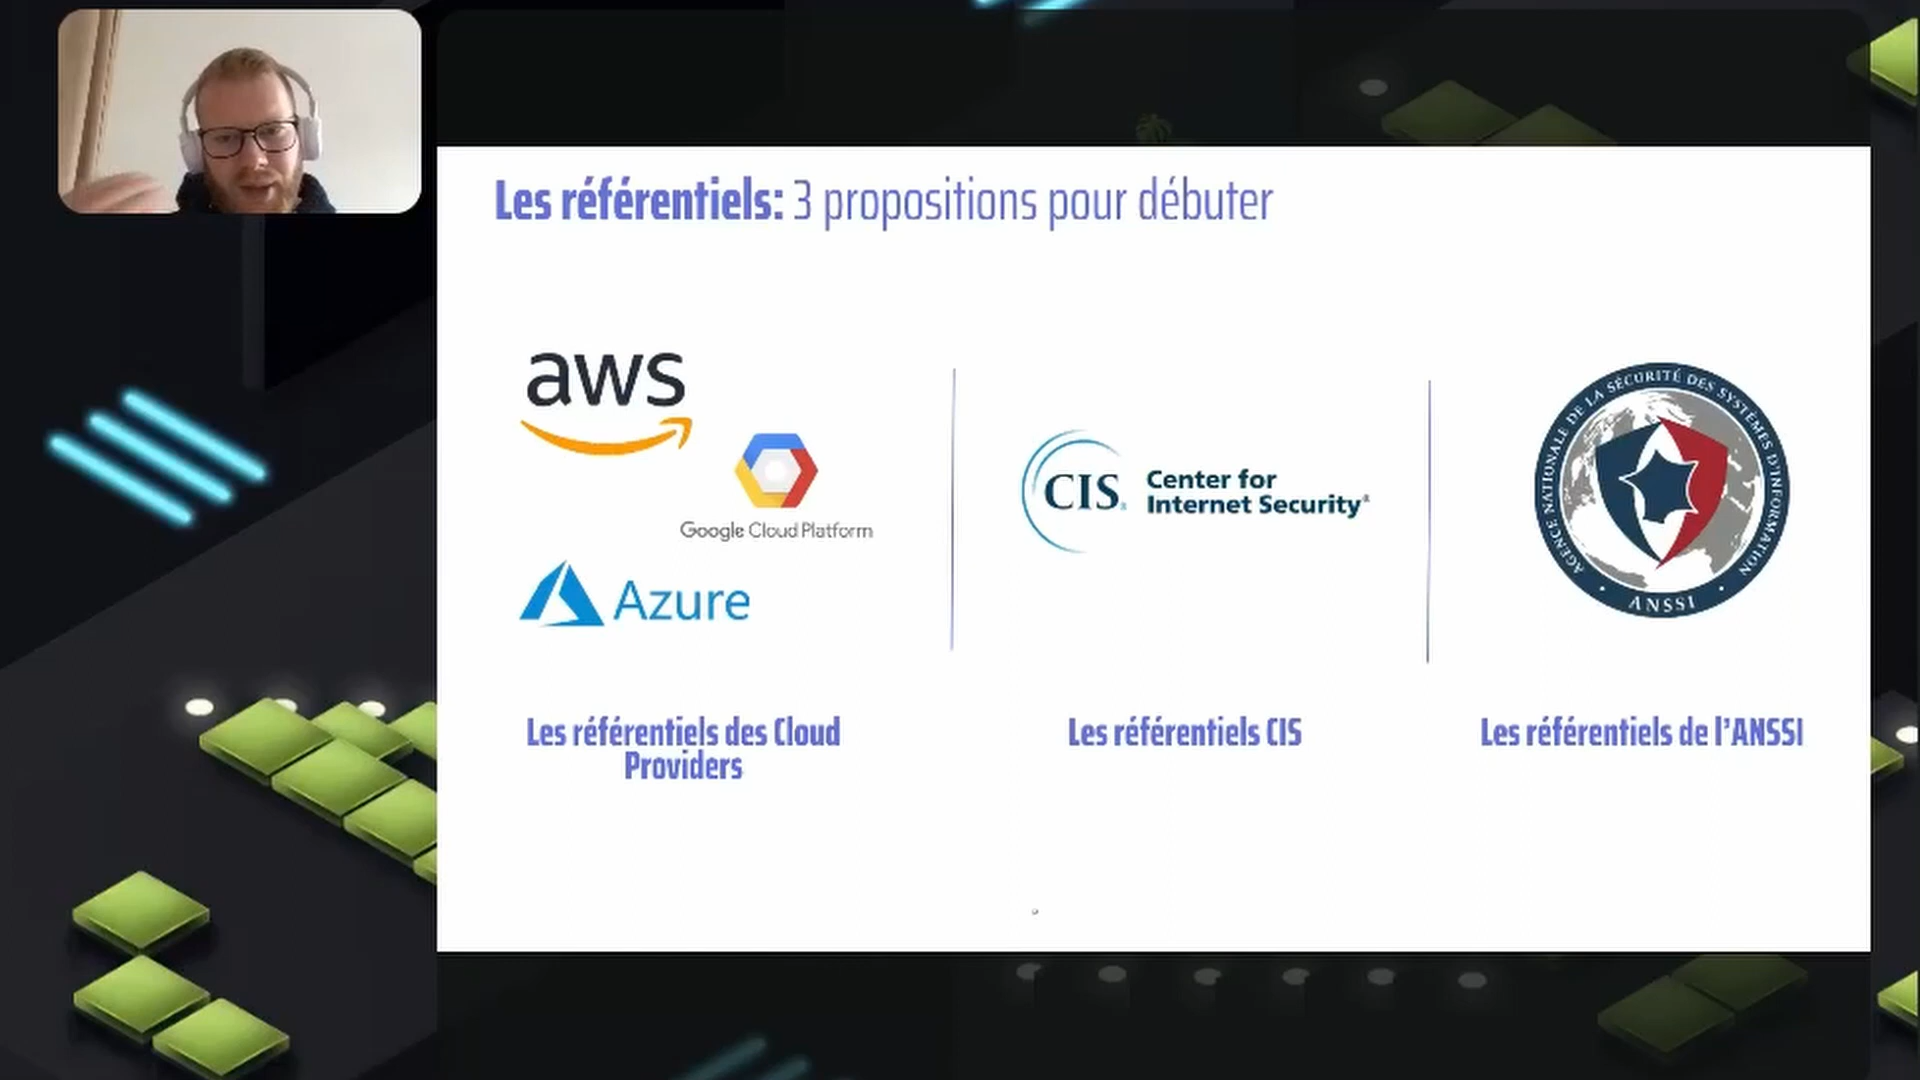 Les référentiels: 3 propositions pour débuter
aws
Google Cloud Platform
Azure
CIS Center for
Internet Security
AGENCE NATIONALE DE LA SÉCURITÉ DES SYSTÈMES D'INFORMATION
ANSSI
Les référentiels des Cloud
Providers
Les référentiels CIS
Les référentiels de l'ANSSI